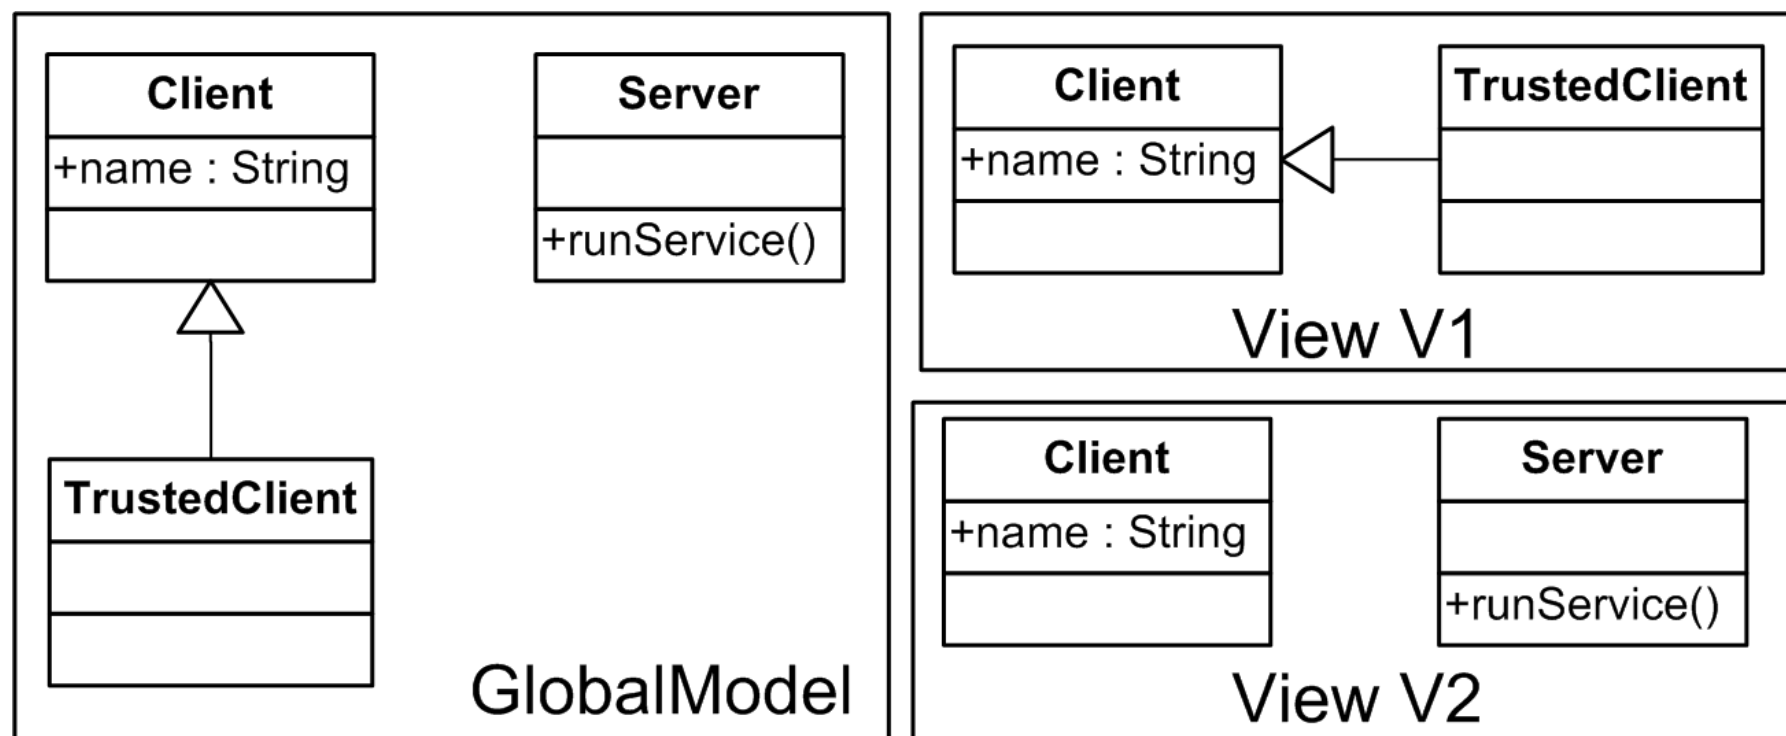 Client
+name : String
Server
+runService()
TrustedClient
GlobalModel
Client
+name : String
TrustedClient
View V1
Client
+name : String
Server
+runService()
View V2